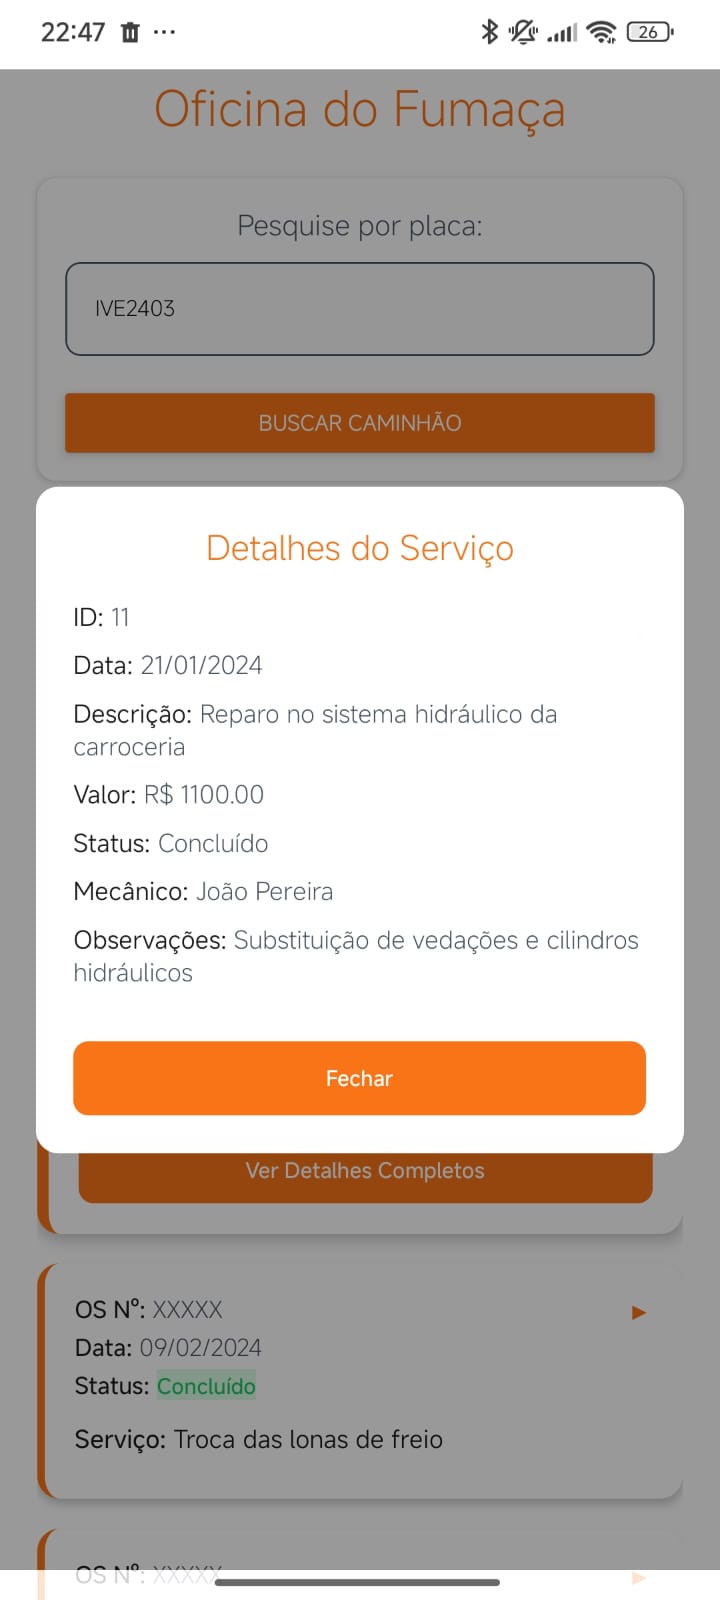 22:47
26
Oficina do Fumaça
Pesquise por placa:
IVE2403
BUSCAR CAMINHÃO
Detalhes do Serviço
ID: 11
Data: 21/01/2024
Descrição: Reparo no sistema hidráulico da
carroceria
Valor: R$ 1100.00
Status: Concluído
Mecânico: João Pereira
Observações: Substituição de vedações e cilindros
hidráulicos
Fechar
Ver Detalhes Completos
OS Nº: XXXXX
Data: 09/02/2024
Status: Concluído
Serviço: Troca das lonas de freio
OS Nº: XXXXX